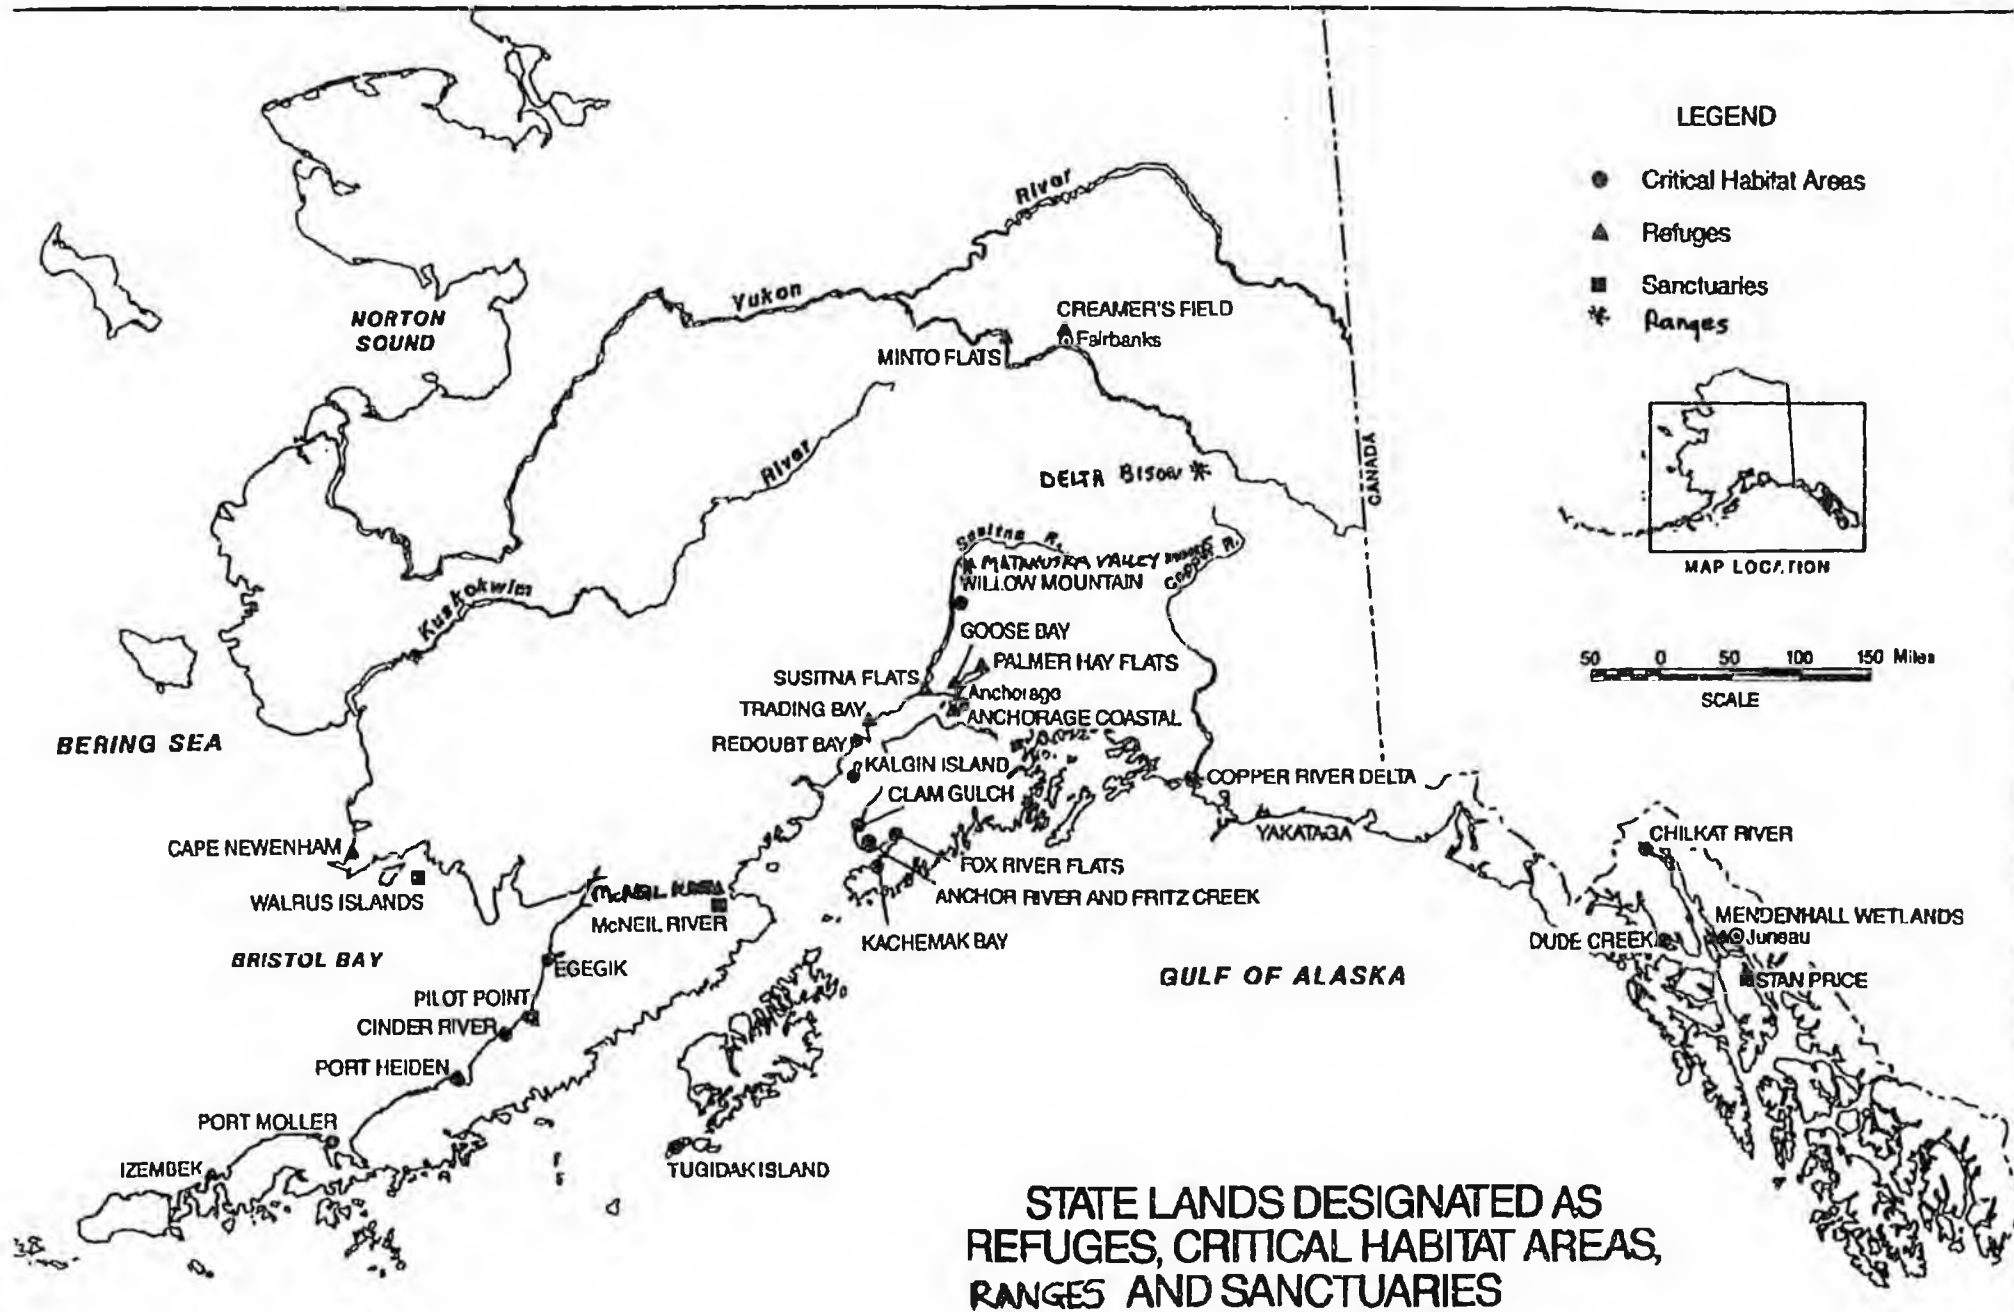 LEGEND
Critical Habitat Areas
Refuges
Sanctuaries
Ranges
MAP LOCATION
50 0 50 100 150 Miles
SCALE
NORTON
SOUND
Yukon
River
CREAMER'S FIELD
Fairbanks
MINTO FLATS
River
Kuskokwim
DELTA BISON
CANADA
Susitna R.
MATANUSKA VALLEY
Copper R.
WILLOW MOUNTAIN
GOOSE BAY
PALMER HAY FLATS
SUSITNA FLATS
Anchorage
TRADING BAY
ANCHORAGE COASTAL
REDOUBT BAY
KALGIN ISLAND
CLAM GULCH
COPPER RIVER DELTA
BERING SEA
YAKATAGA
CHILKAT RIVER
CAPE NEWENHAM
WALRUS ISLANDS
FOX RIVER FLATS
McNEIL
ANCHOR RIVER AND FRITZ CREEK
McNEIL RIVER
KACHEMAK BAY
MENDENHALL WETLANDS
DUDE CREEK
Juneau
BRISTOL BAY
EGEGIK
GULF OF ALASKA
STAN PRICE
PILOT POINT
CINDER RIVER
PORT HEIDEN
PORT MOLLER
IZEMBEK
TUGIDAK ISLAND
STATE LANDS DESIGNATED AS
REFUGES, CRITICAL HABITAT AREAS,
RANGES AND SANCTUARIES